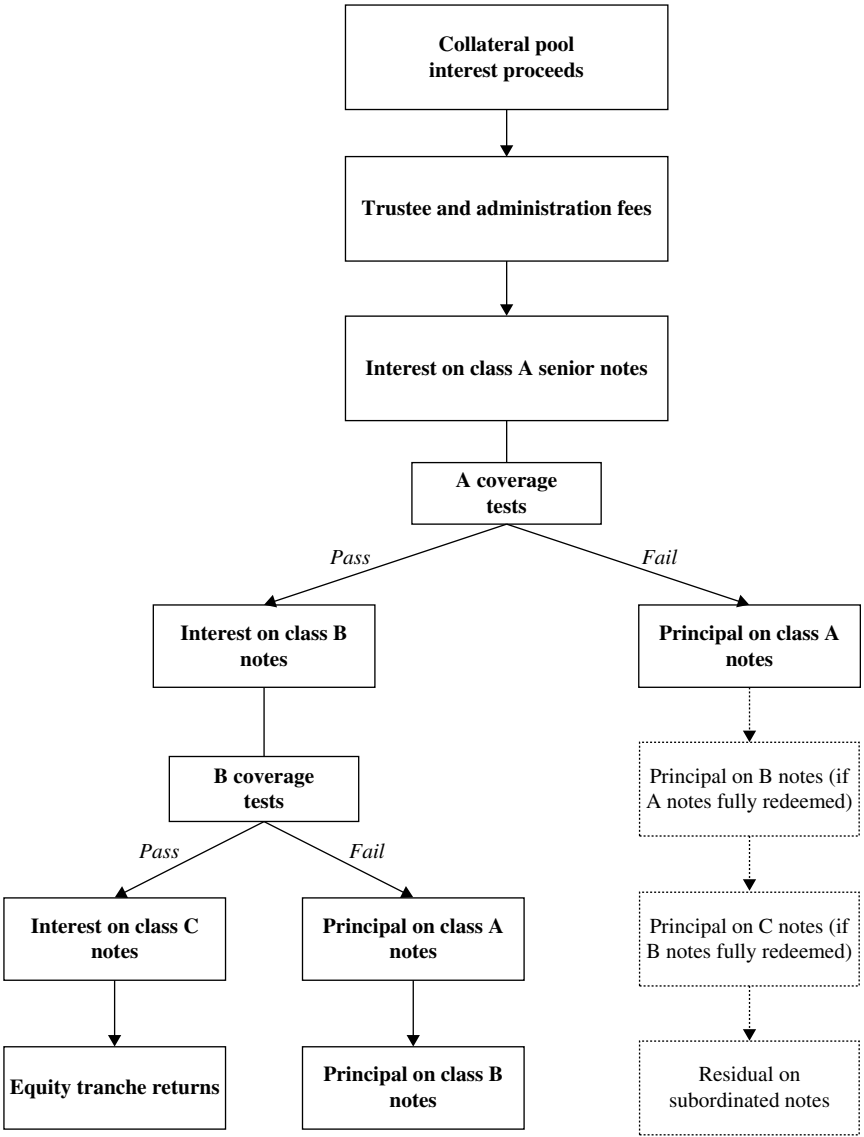 Collateral pool
interest proceeds
Trustee and administration fees
Interest on class A senior notes
A coverage
tests
Pass
Fail
Interest on class B
notes
Principal on class A
notes
B coverage
tests
Principal on B notes (if
A notes fully redeemed)
Pass
Fail
Interest on class C
notes
Principal on class A
notes
Principal on C notes (if
B notes fully redeemed)
Equity tranche returns
Principal on class B
notes
Residual on
subordinated notes